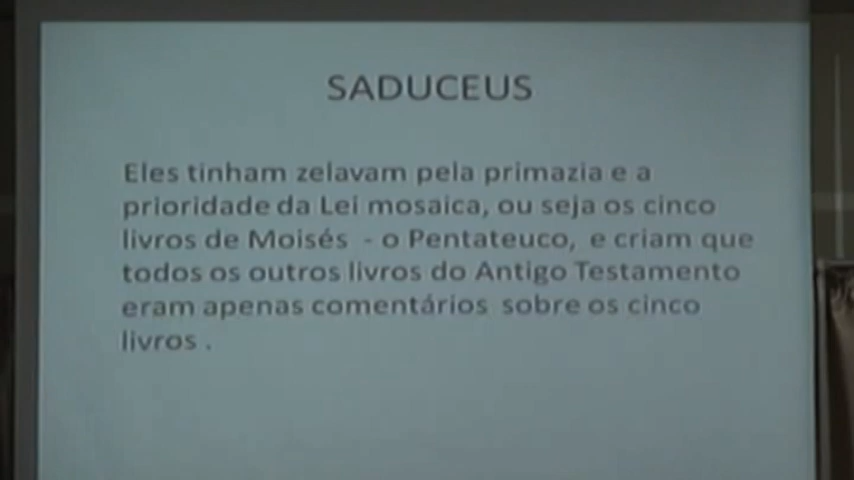 SADUCEUS
Eles tinham zelavam pela primazia e a
prioridade da Lei mosaica, ou seja os cinco
livros de Moisés - o Pentateuco, e criam que
todos os outros livros do Antigo Testamento
eram apenas comentários sobre os cinco
livros .